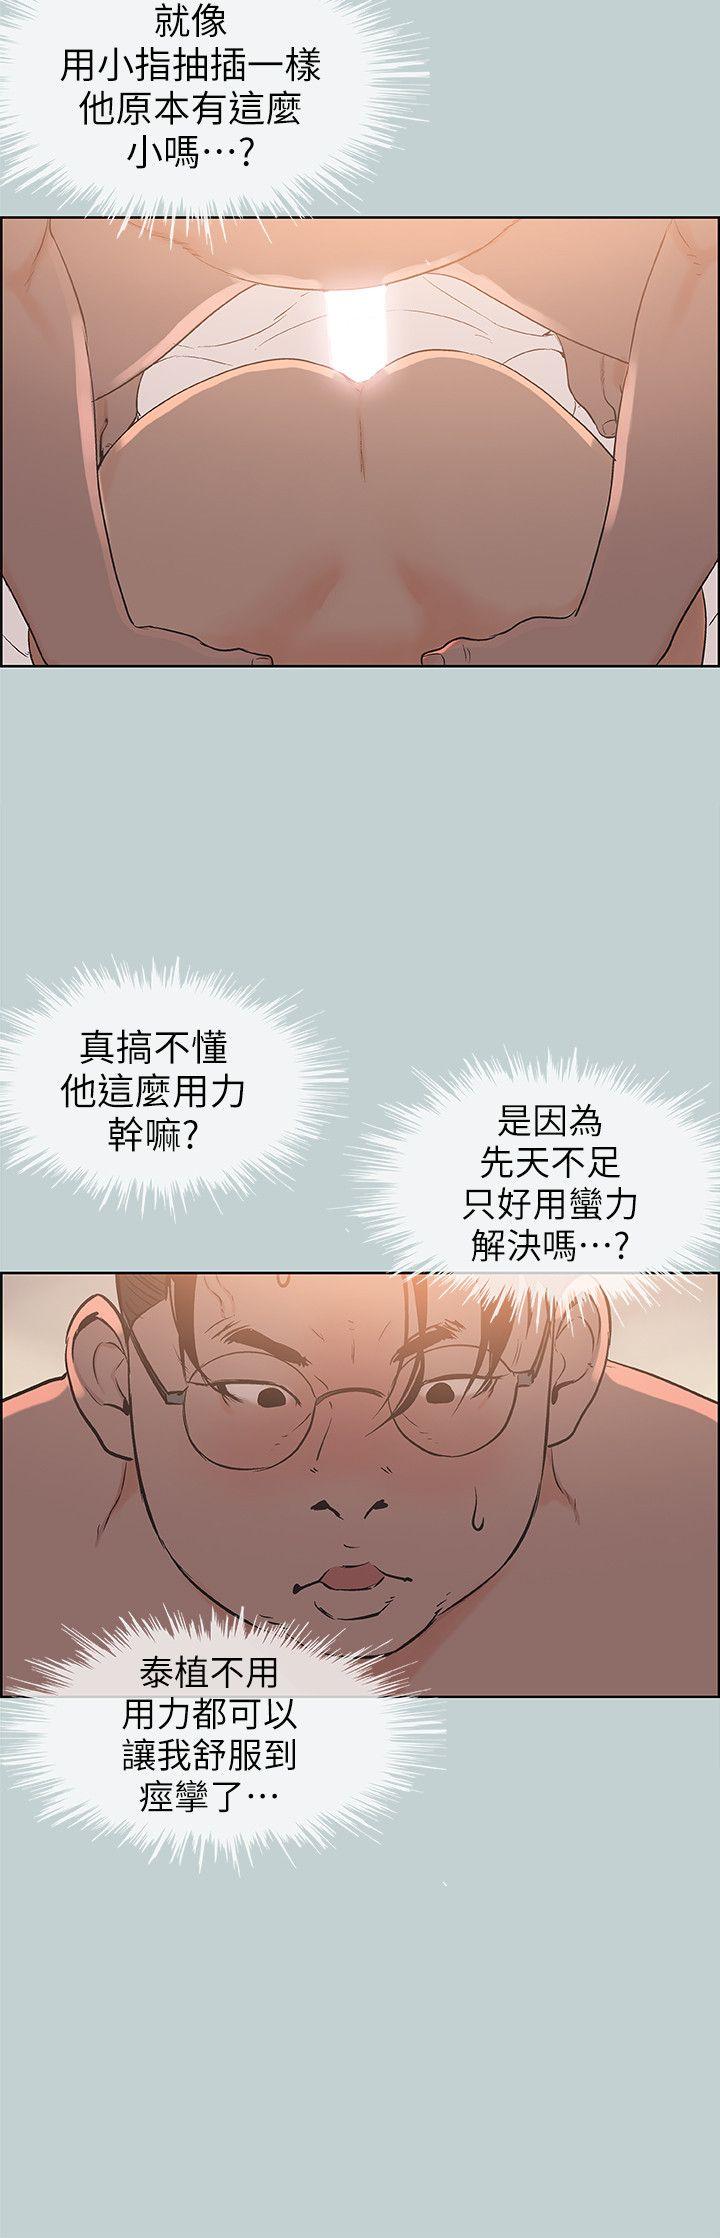 就像
用小指抽插一樣
他原本有這麼
小嗎⋯?
真搞不懂
他這麼用力
幹嘛?
是因為
先天不足
只好用蠻力
解決嗎⋯?
泰植不用
用力都可以
讓我舒服到
痙攣了⋯